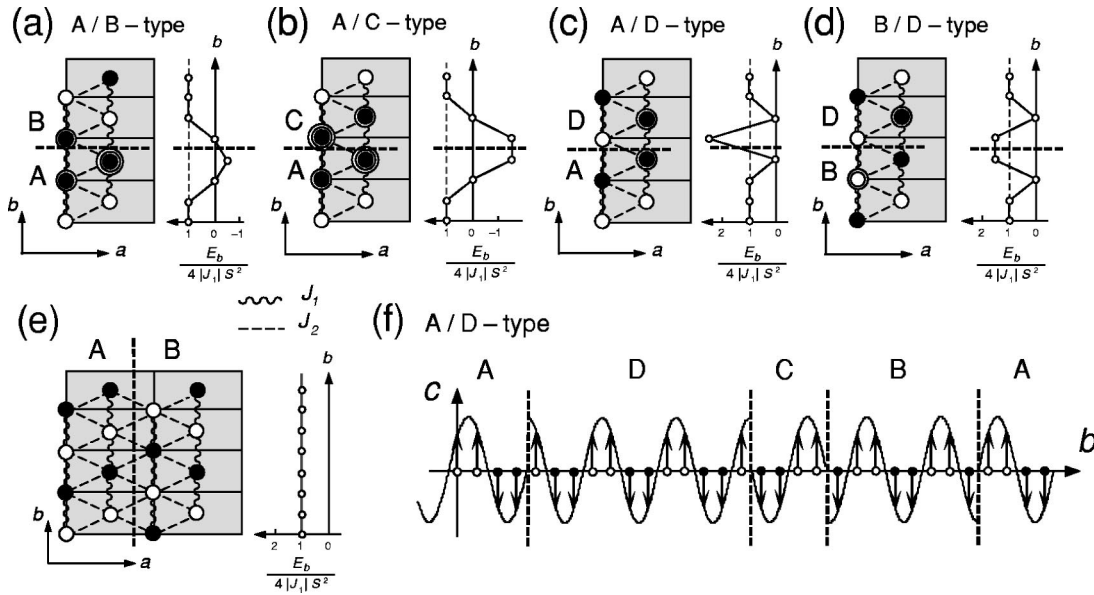 (a) A / B – type
b
B
A
b
a
1 0 –1
E_b
4 |J_1| S^2
(b) A / C – type
b
C
A
b
a
1 0 –1
E_b
4 |J_1| S^2
(c) A / D – type
b
D
A
b
a
2 1 0
E_b
4 |J_1| S^2
(d) B / D – type
b
D
B
b
a
2 1 0
E_b
4 |J_1| S^2
J_1
J_2
(e)
A B
b
b
a
2 1 0
E_b
4 |J_1| S^2
(f) A / D – type
A D C B A
c
b